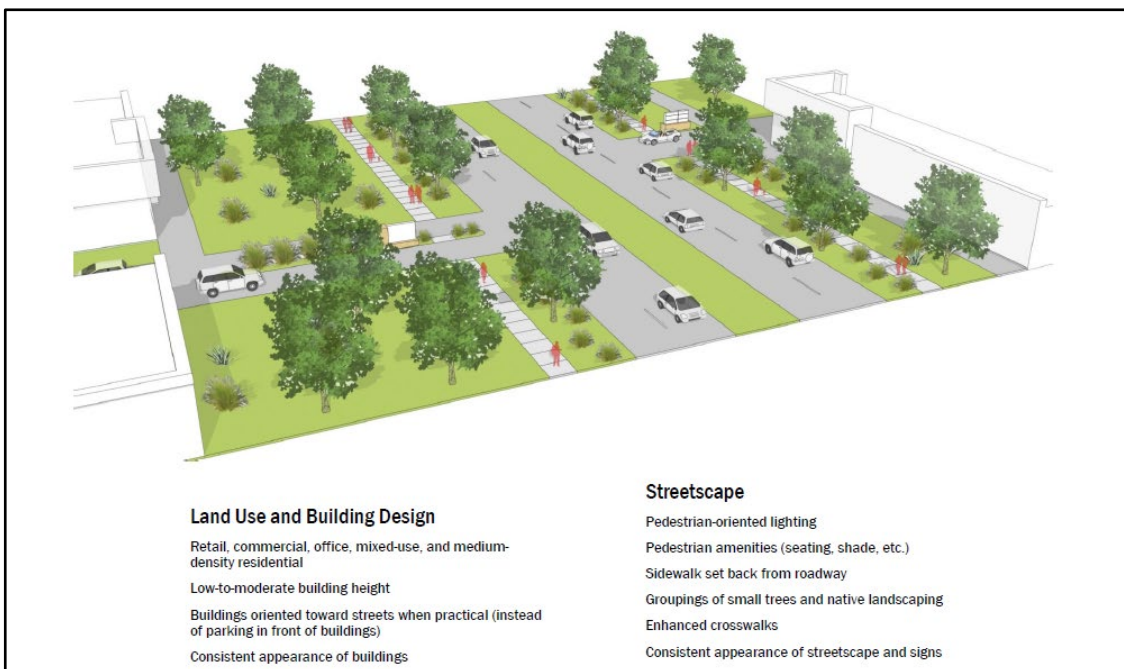 Land Use and Building Design
Retail, commercial, office, mixed-use, and medium-
density residential
Low-to-moderate building height
Buildings oriented toward streets when practical (instead
of parking in front of buildings)
Consistent appearance of buildings
Streetscape
Pedestrian-oriented lighting
Pedestrian amenities (seating, shade, etc.)
Sidewalk set back from roadway
Groupings of small trees and native landscaping
Enhanced crosswalks
Consistent appearance of streetscape and signs